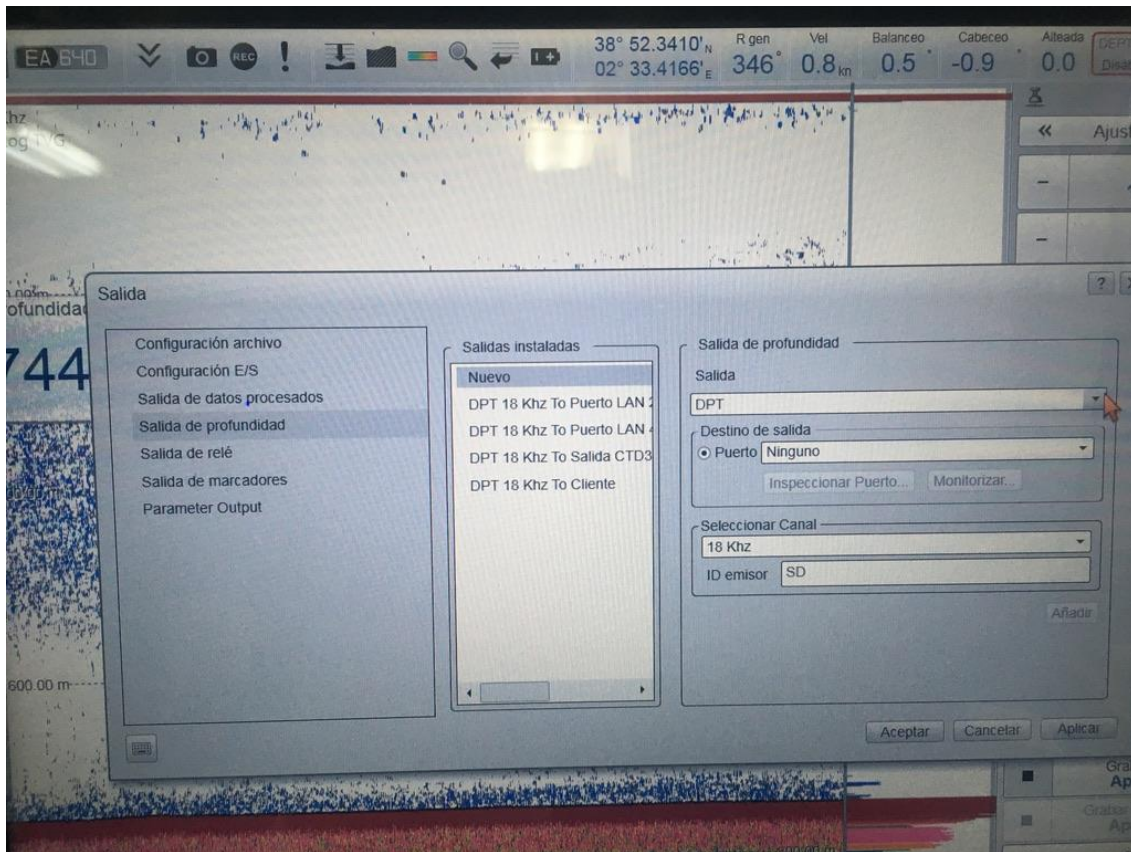 EA 640
REC
38° 52.3410' N
02° 33.4166' E
R gen
346°
Vel
0.8 kn
Balanceo
0.5 °
Cabeceo
-0.9 °
Alteada
0.0
744
600.00 m
Salida
?
Configuración archivo
Configuración E/S
Salida de datos procesados
Salida de profundidad
Salida de relé
Salida de marcadores
Parameter Output
Salidas instaladas
Nuevo
DPT 18 Khz To Puerto LAN 2
DPT 18 Khz To Puerto LAN
DPT 18 Khz To Salida CTD3
DPT 18 Khz To Cliente
Salida de profundidad
Salida
DPT
Destino de salida
Puerto Ninguno
Inspeccionar Puerto... Monitorizar...
Seleccionar Canal
18 Khz
ID emisor SD
Añadir
Aceptar Cancelar Aplicar